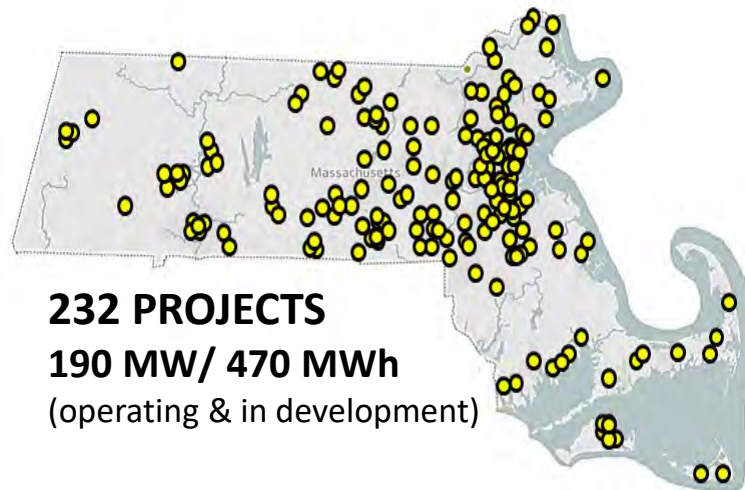 Massachusetts
232 PROJECTS
190 MW/ 470 MWh
(operating & in development)